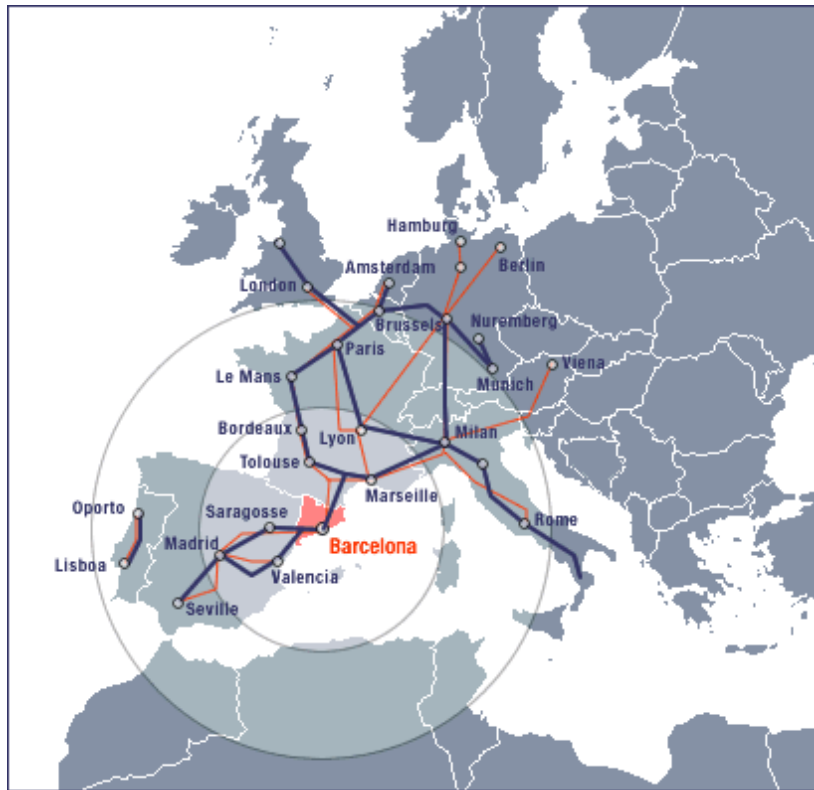 Hamburg
Berlin
London
Amsterdam
Brussels
Nuremberg
Paris
Viena
Le Mans
Munich
Bordeaux
Lyon
Milan
Tolouse
Marseille
Oporto
Saragosse
Rome
Madrid
Barcelona
Lisboa
Valencia
Seville